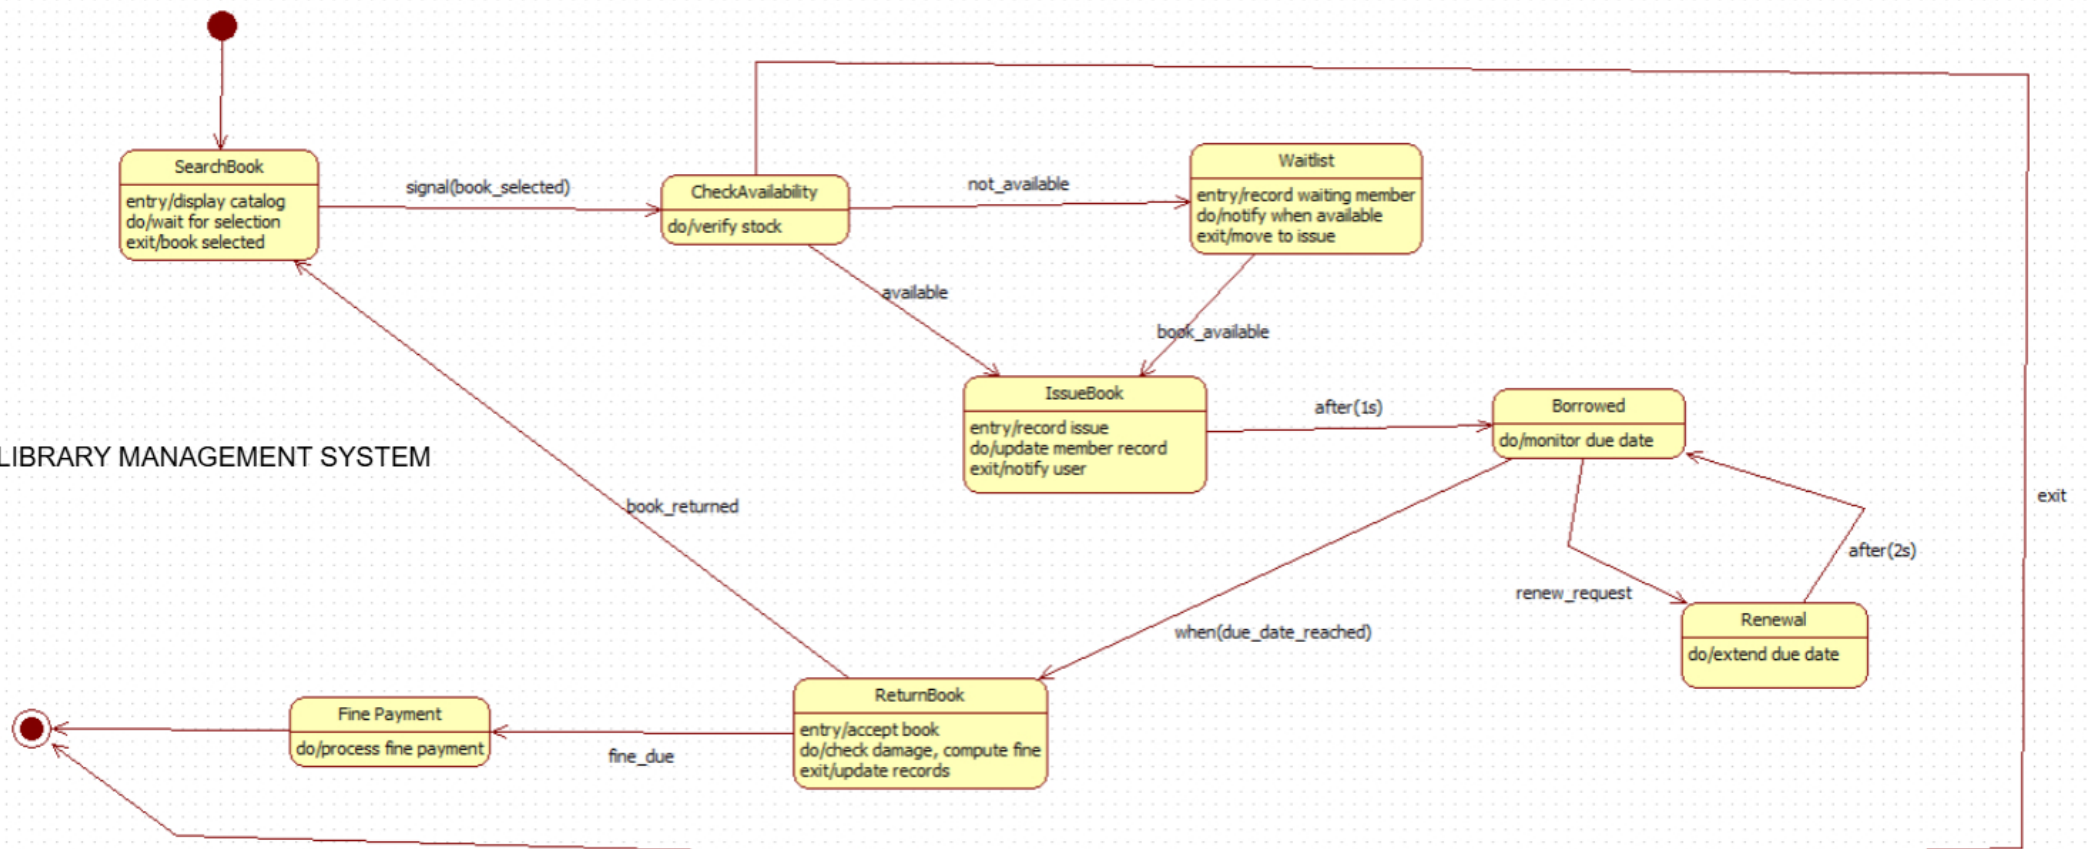 SearchBook
entry/display catalog
do/wait for selection
exit/book selected
signal(book_selected)
CheckAvailability
do/verify stock
not_available
Waitlist
entry/record waiting member
do/notify when available
exit/move to issue
available
book_available
IssueBook
entry/record issue
do/update member record
exit/notify user
after(1s)
Borrowed
do/monitor due date
LIBRARY MANAGEMENT SYSTEM
book_returned
exit
after(2s)
renew_request
Renewal
do/extend due date
when(due_date_reached)
ReturnBook
entry/accept book
do/check damage, compute fine
exit/update records
fine_due
Fine Payment
do/process fine payment